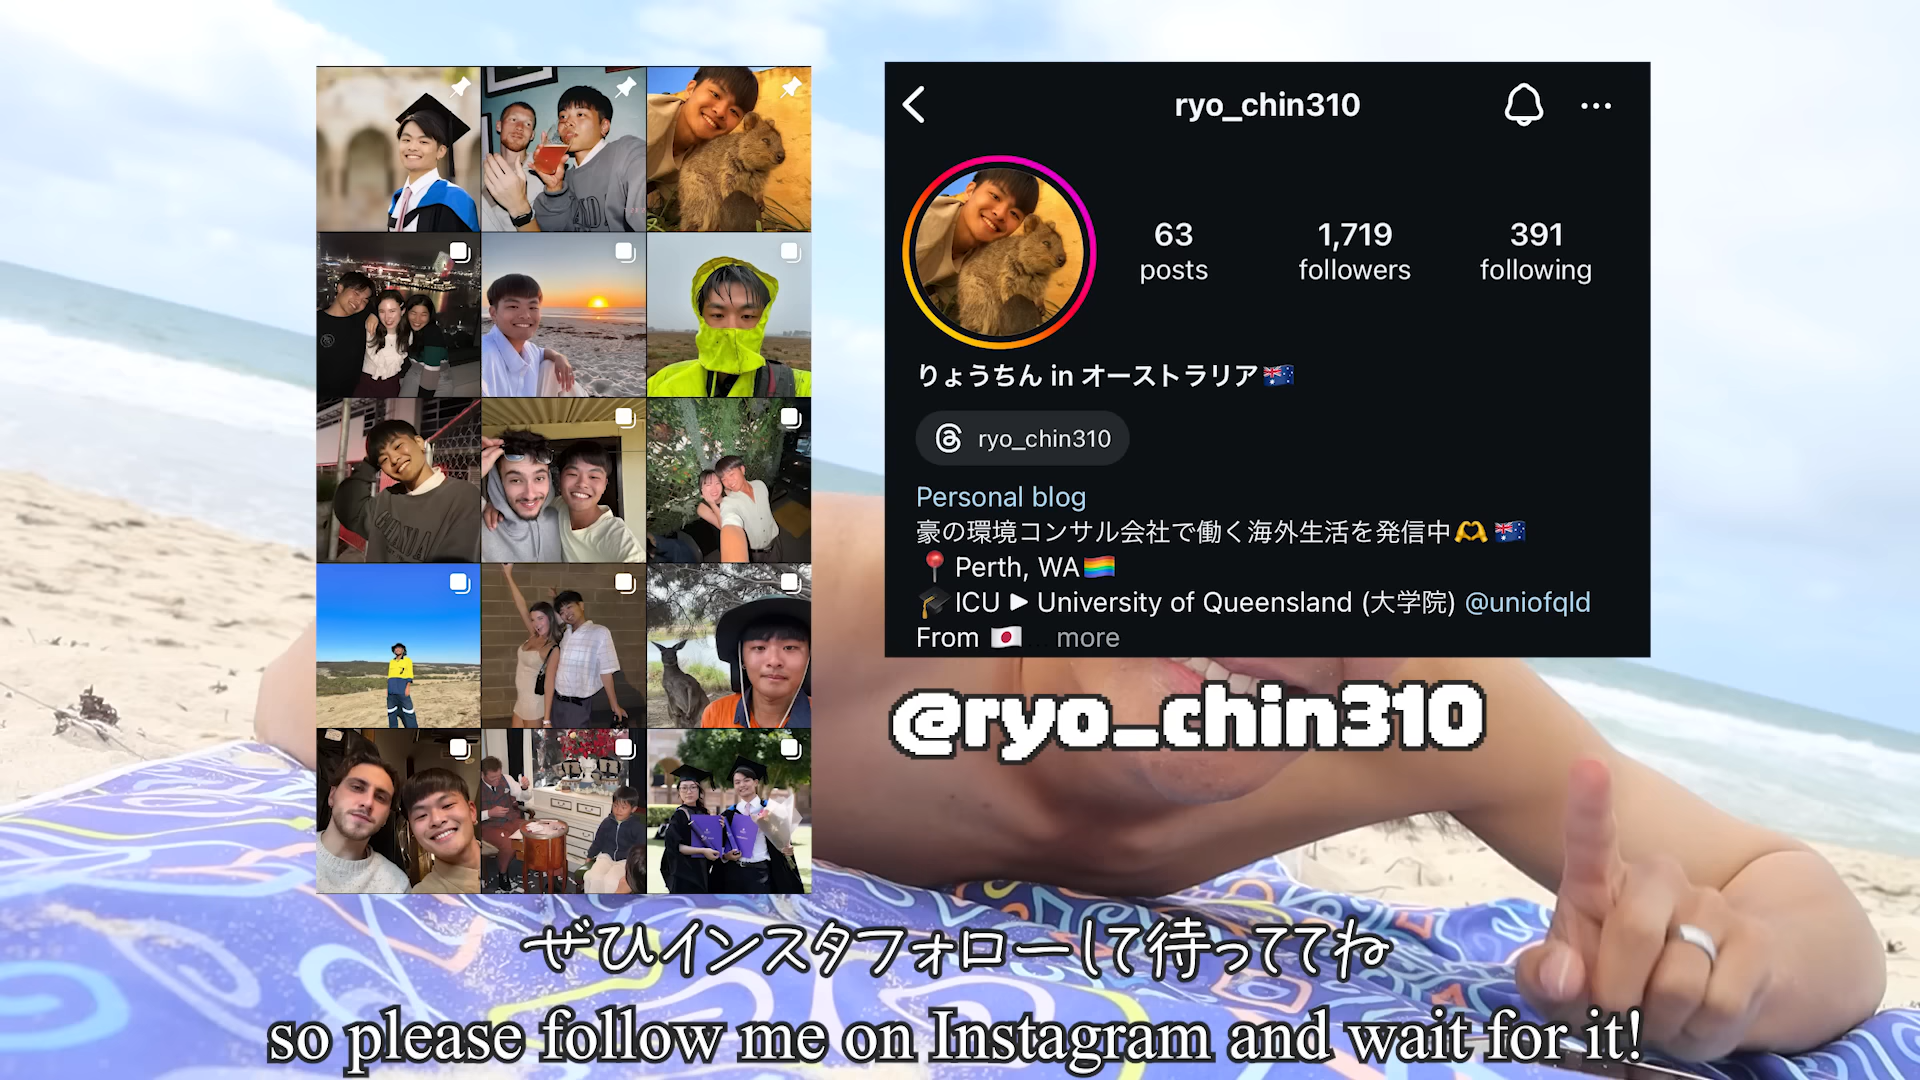 ryo_chin310
63
posts
1,719
followers
391
following
りょうちん in オーストラリア🇦🇺
ryo_chin310
Personal blog
豪の環境コンサル会社で働く海外生活を発信中🫶🇦🇺
📍Perth, WA🏳️‍🌈
🎓ICU ▶ University of Queensland (大学院) @uniofqld
From 🇯🇵 ... more
@ryo_chin310
ぜひインスタフォローして待っててね
so please follow me on Instagram and wait for it!